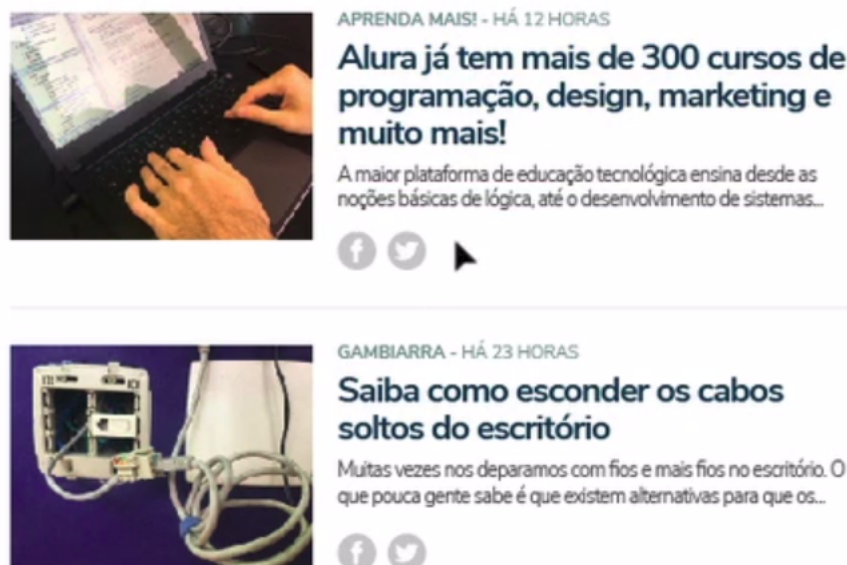 APRENDA MAIS! - HÁ 12 HORAS
Alura já tem mais de 300 cursos de
programação, design, marketing e
muito mais!
A maior plataforma de educação tecnológica ensina desde as
noções básicas de lógica, até o desenvolvimento de sistemas...
GAMBIARRA - HÁ 23 HORAS
Saiba como esconder os cabos
soltos do escritório
Muitas vezes nos deparamos com fios e mais fios no escritório. O
que pouca gente sabe é que existem alternativas para que os...